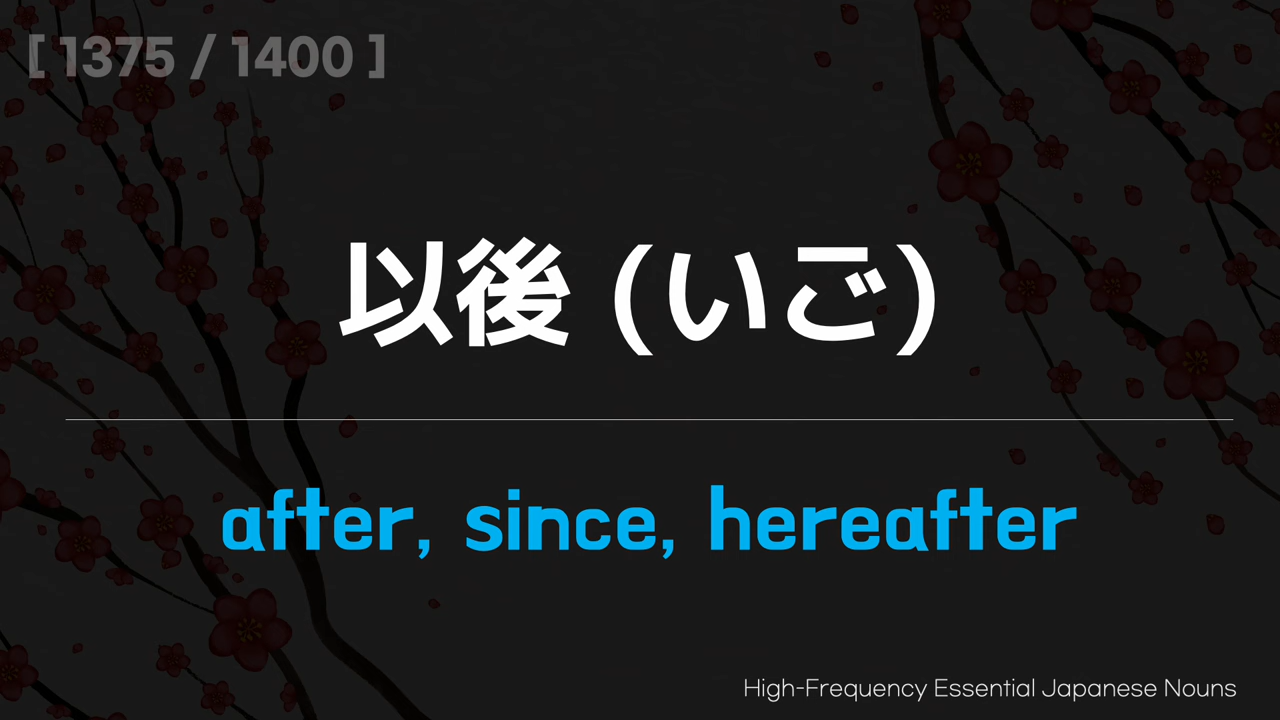 [ 1375 / 1400 ]
以後 (いご)
after, since, hereafter
High-Frequency Essential Japanese Nouns